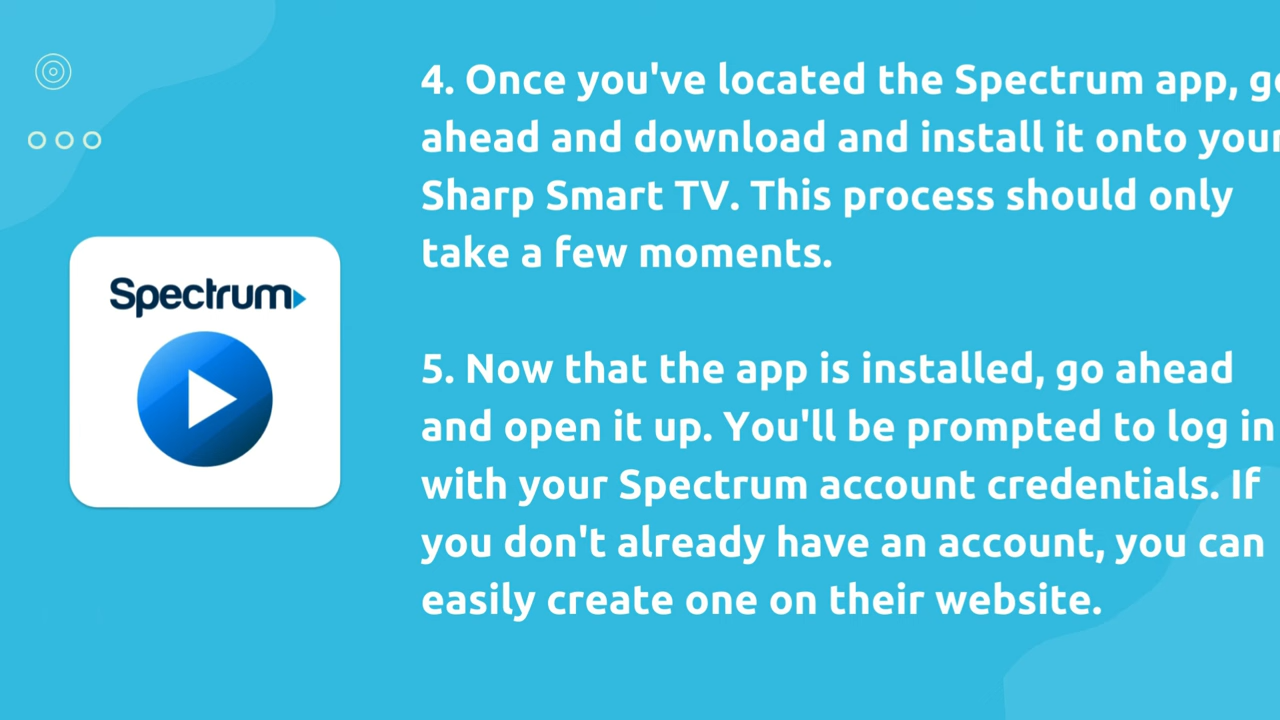 Spectrum
4. Once you've located the Spectrum app, go
ahead and download and install it onto your
Sharp Smart TV. This process should only
take a few moments.
5. Now that the app is installed, go ahead
and open it up. You'll be prompted to log in
with your Spectrum account credentials. If
you don't already have an account, you can
easily create one on their website.